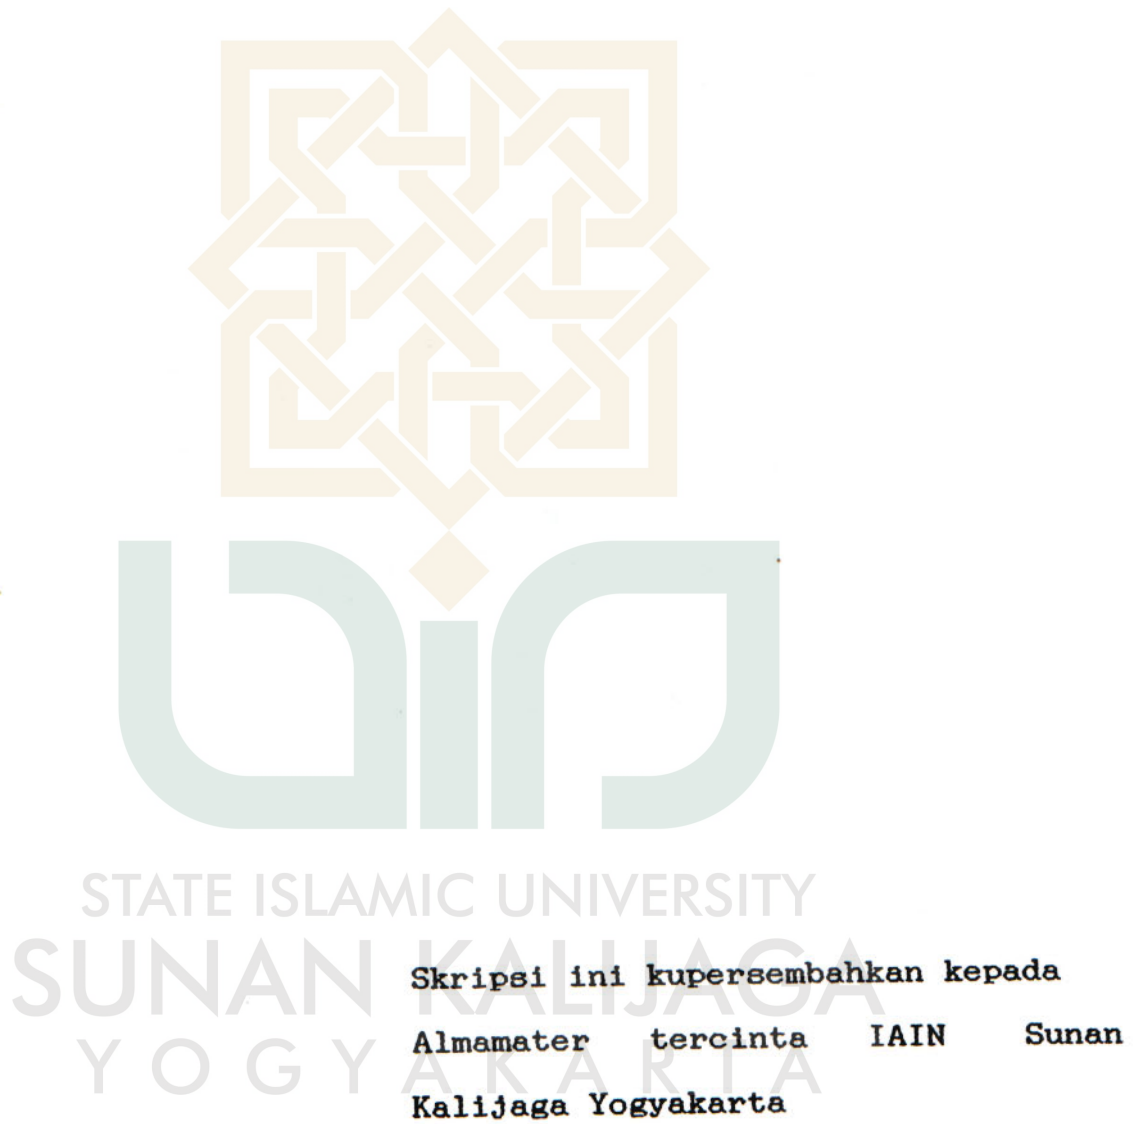 STATE ISLAMIC UNIVERSITY
SUNAN KALIJAGA
YOGYAKARTA
Skripsi ini kupersembahkan kepada
Almamater tercinta IAIN Sunan
Kalijaga Yogyakarta